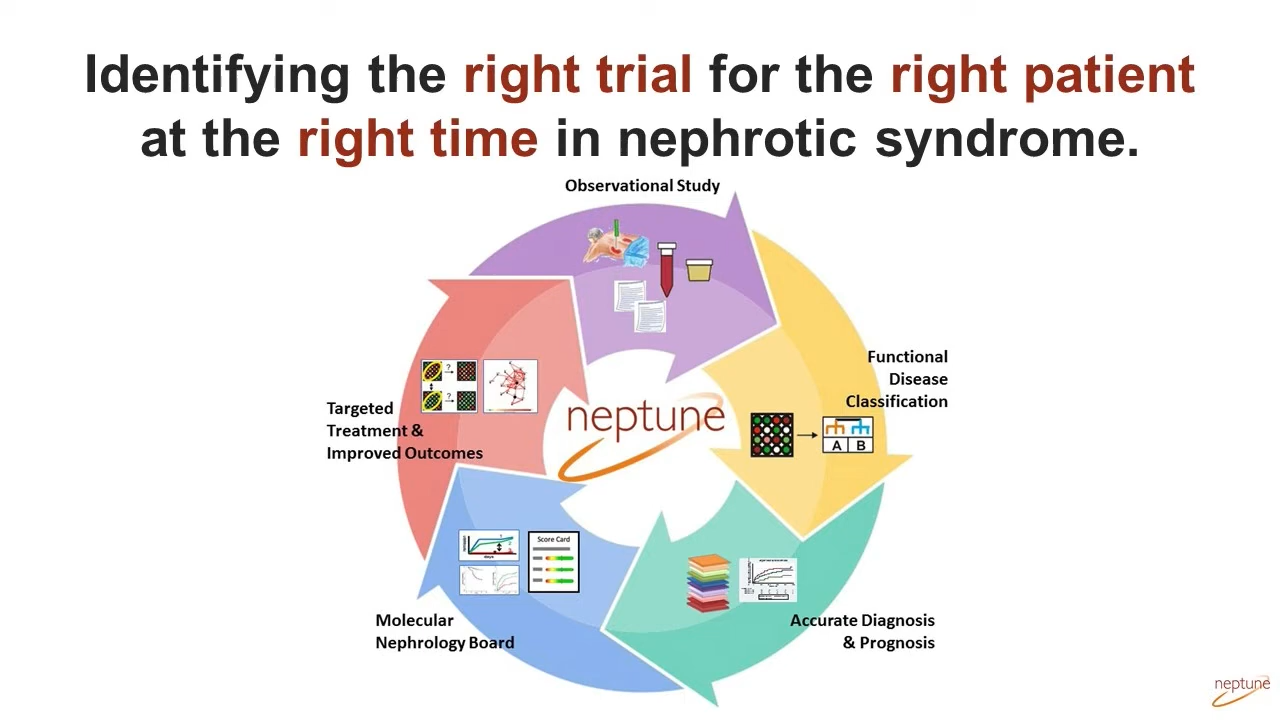 Identifying the right trial for the right patient
at the right time in nephrotic syndrome.
Observational Study
Functional
Disease
Classification
A B
Accurate Diagnosis
& Prognosis
Score Card
Molecular
Nephrology Board
?
?
Targeted
Treatment &
Improved Outcomes
neptune
neptune